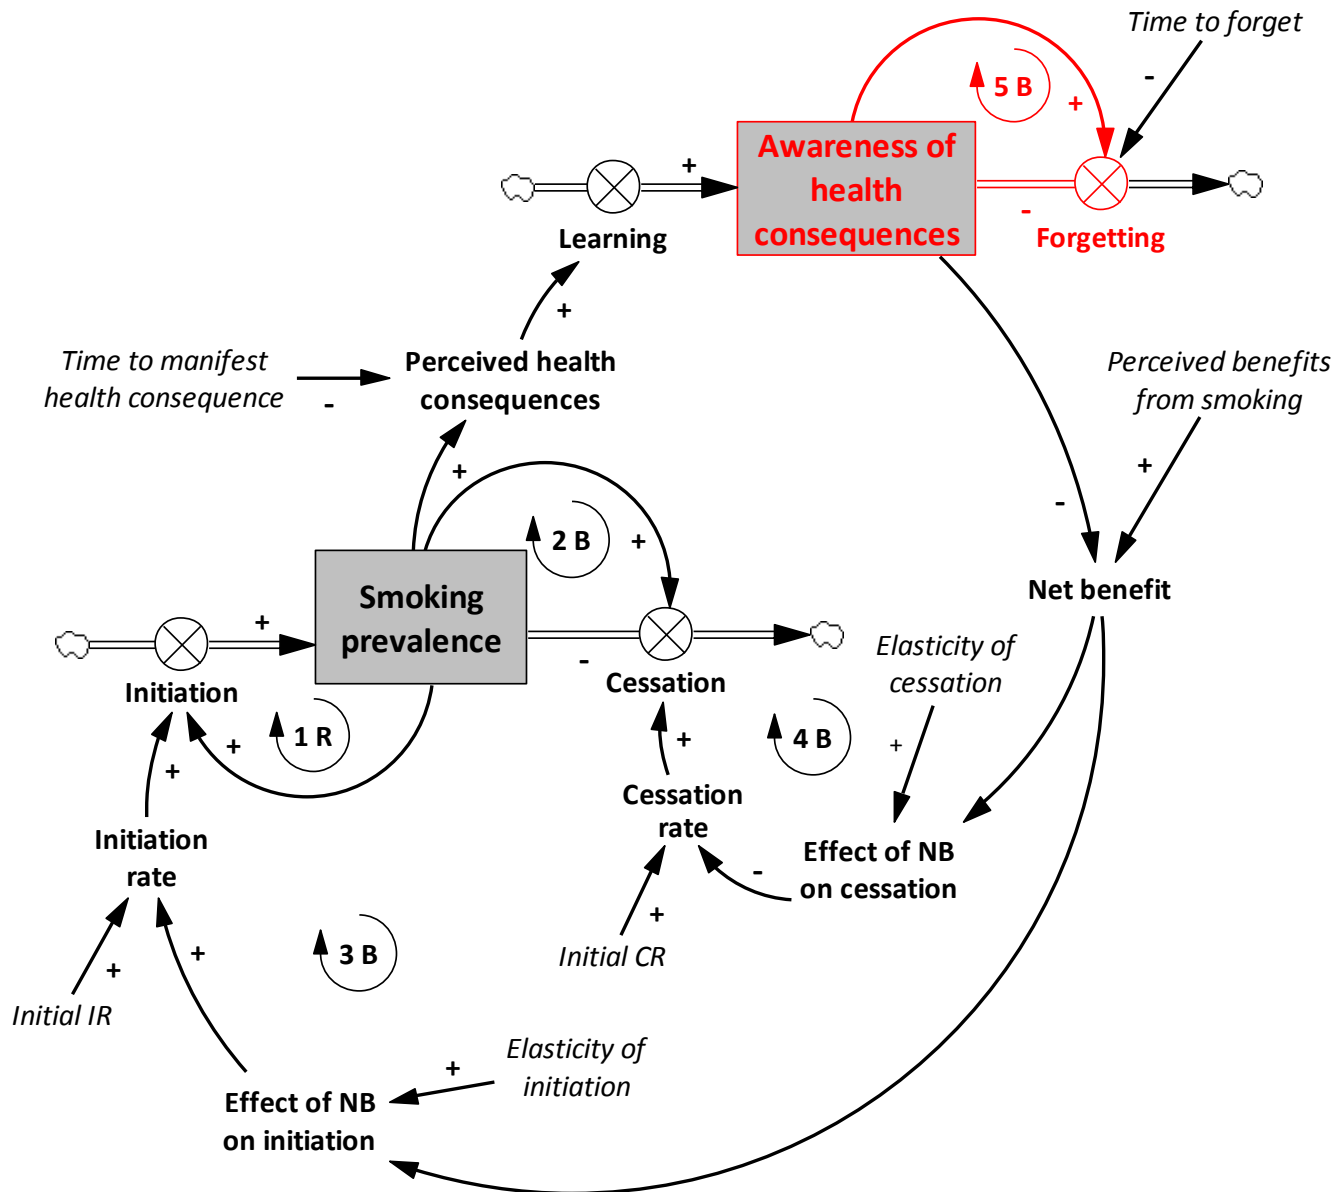 Time to forget
-
5 B
+
Awareness of
health
consequences
+
-
Learning
Forgetting
+
Time to manifest
health consequence
-
Perceived health
consequences
Perceived benefits
from smoking
+
+
-
2 B
+
Smoking
prevalence
Net benefit
+
-
Elasticity of
cessation
Initiation
Cessation
1 R
+
+
4 B
+
+
Cessation
rate
Initiation
rate
Effect of NB
on cessation
-
+
+
3 B
Initial CR
+
Initial IR
Elasticity of
initiation
+
Effect of NB
on initiation